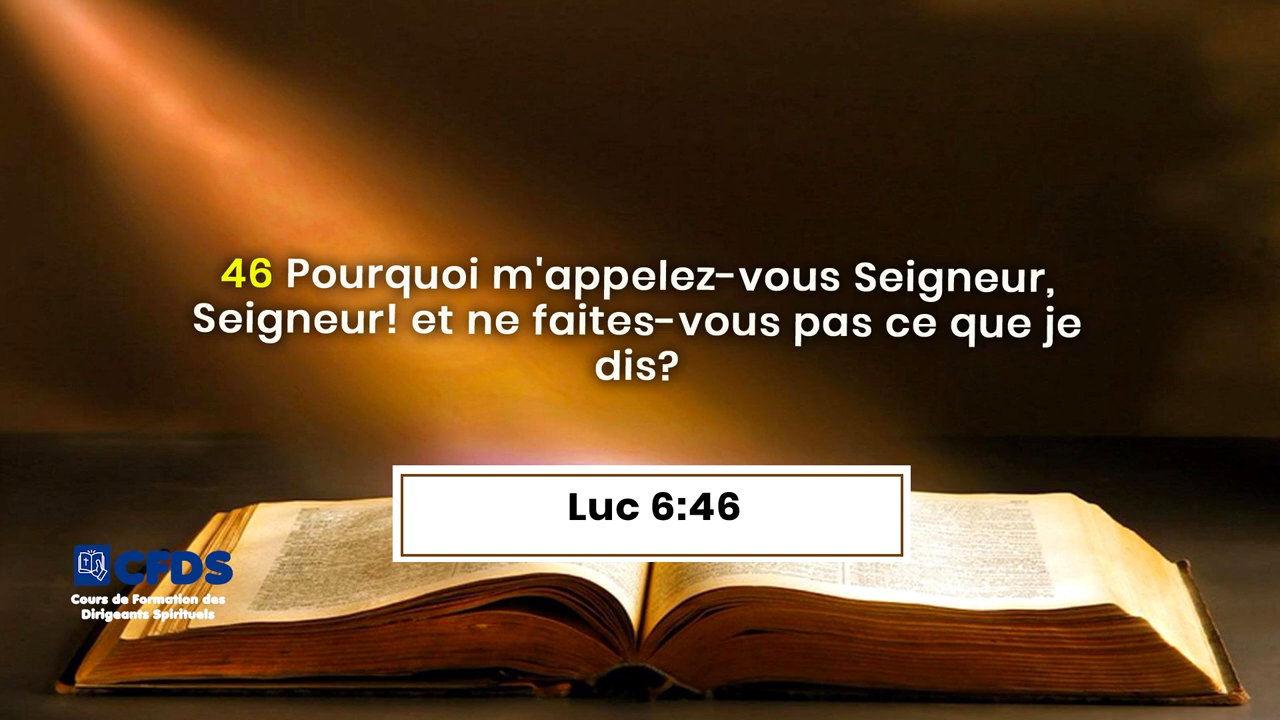 46 Pourquoi m'appelez-vous Seigneur,
Seigneur! et ne faites-vous pas ce que je
dis?
Luc 6:46
CFDS
Cours de Formation des
Dirigeants Spirituels